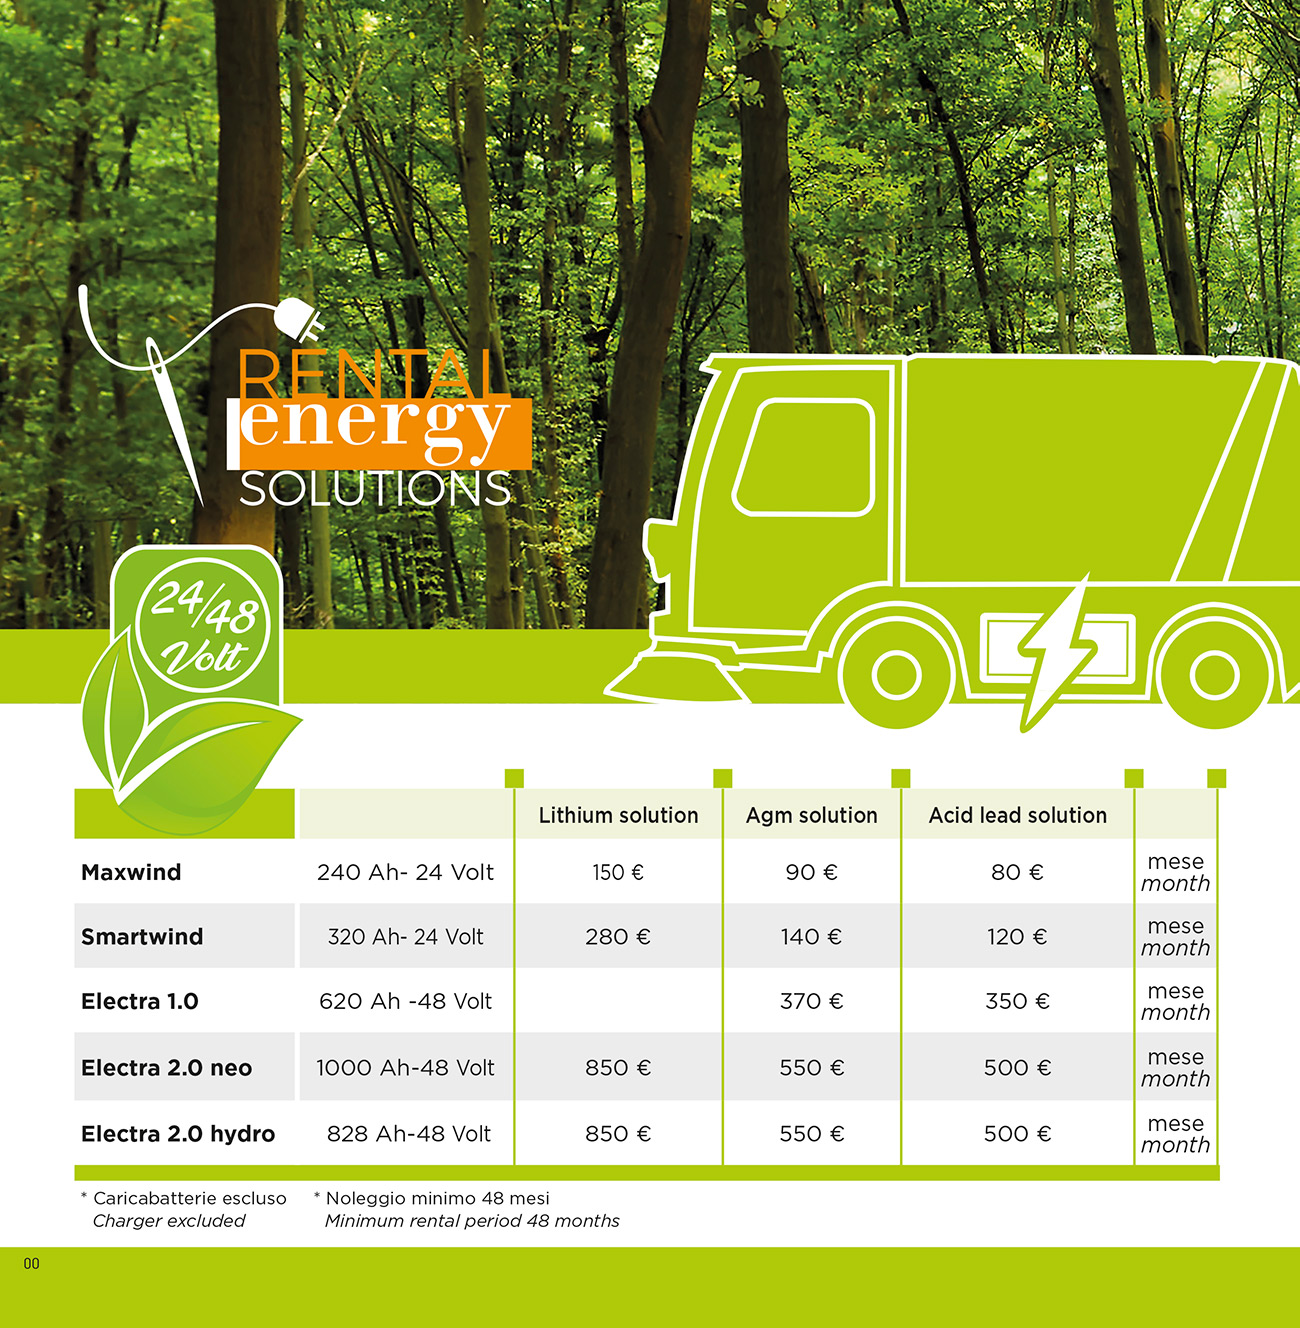 RENTAL
energy
SOLUTIONS
24/48
Volt
Lithium solution Agm solution Acid lead solution
Maxwind 240 Ah- 24 Volt 150 € 90 € 80 € mese
month
Smartwind 320 Ah- 24 Volt 280 € 140 € 120 € mese
month
Electra 1.0 620 Ah -48 Volt 370 € 350 € mese
month
Electra 2.0 neo 1000 Ah-48 Volt 850 € 550 € 500 € mese
month
Electra 2.0 hydro 828 Ah-48 Volt 850 € 550 € 500 € mese
month
* Caricabatterie escluso * Noleggio minimo 48 mesi
Charger excluded Minimum rental period 48 months
00